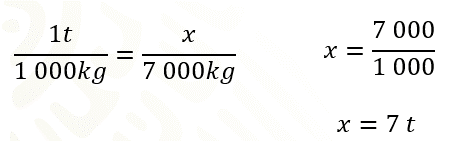 1t / 1 000kg = x / 7 000kg
x = 7 000 / 1 000
x = 7 t